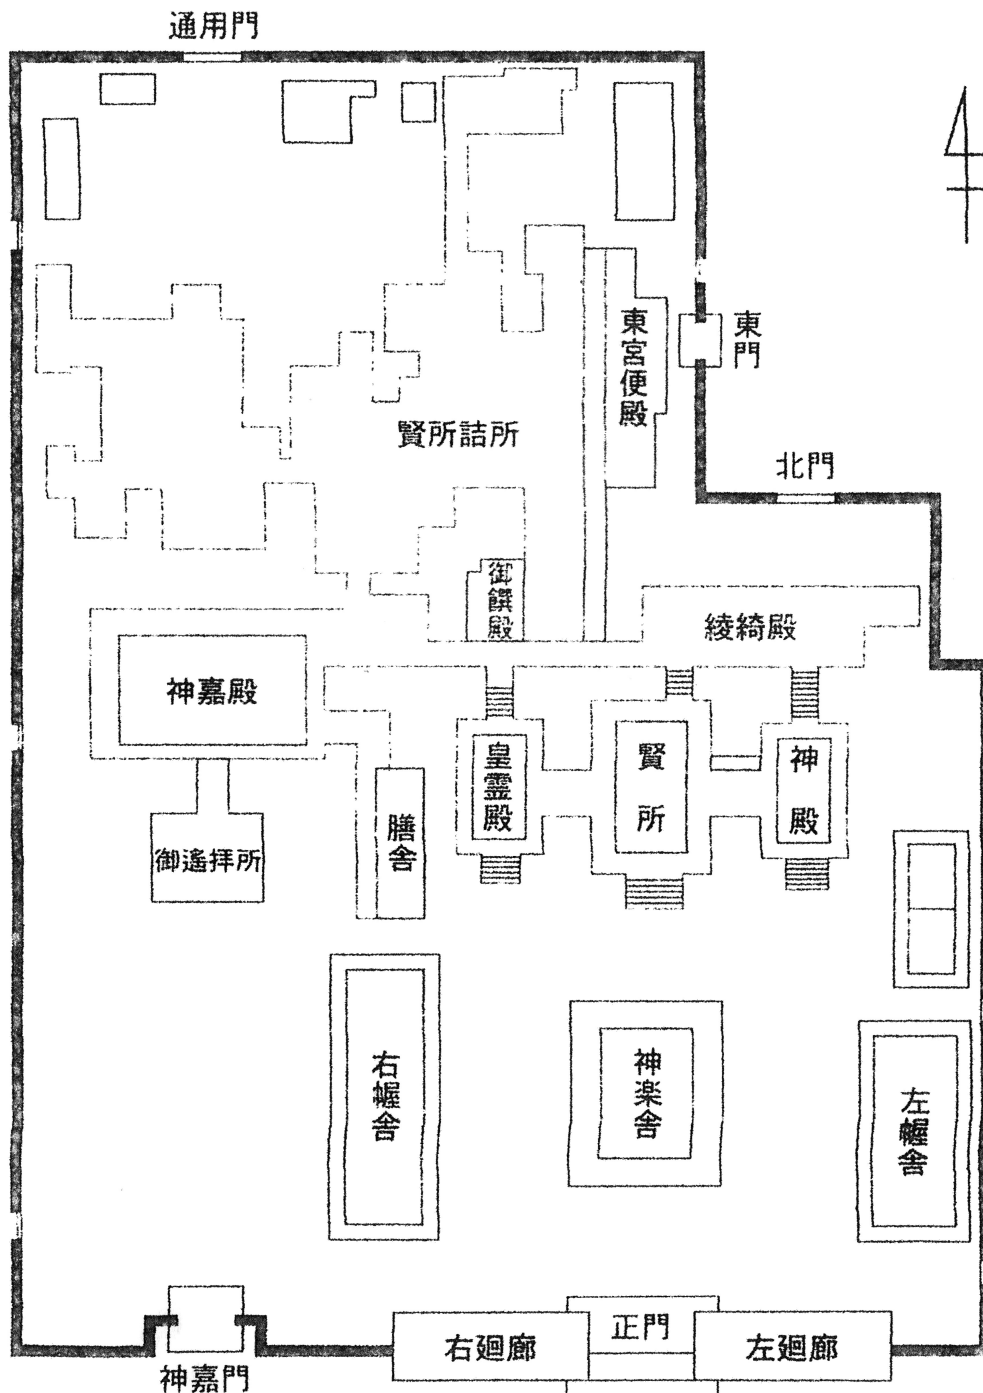 通用門
東宮便殿
東門
賢所詰所
北門
御饌殿
綾綺殿
神嘉殿
皇霊殿
賢所
神殿
膳舎
御遙拝所
右幄舎
神楽舎
左幄舎
正門
右廻廊
左廻廊
神嘉門